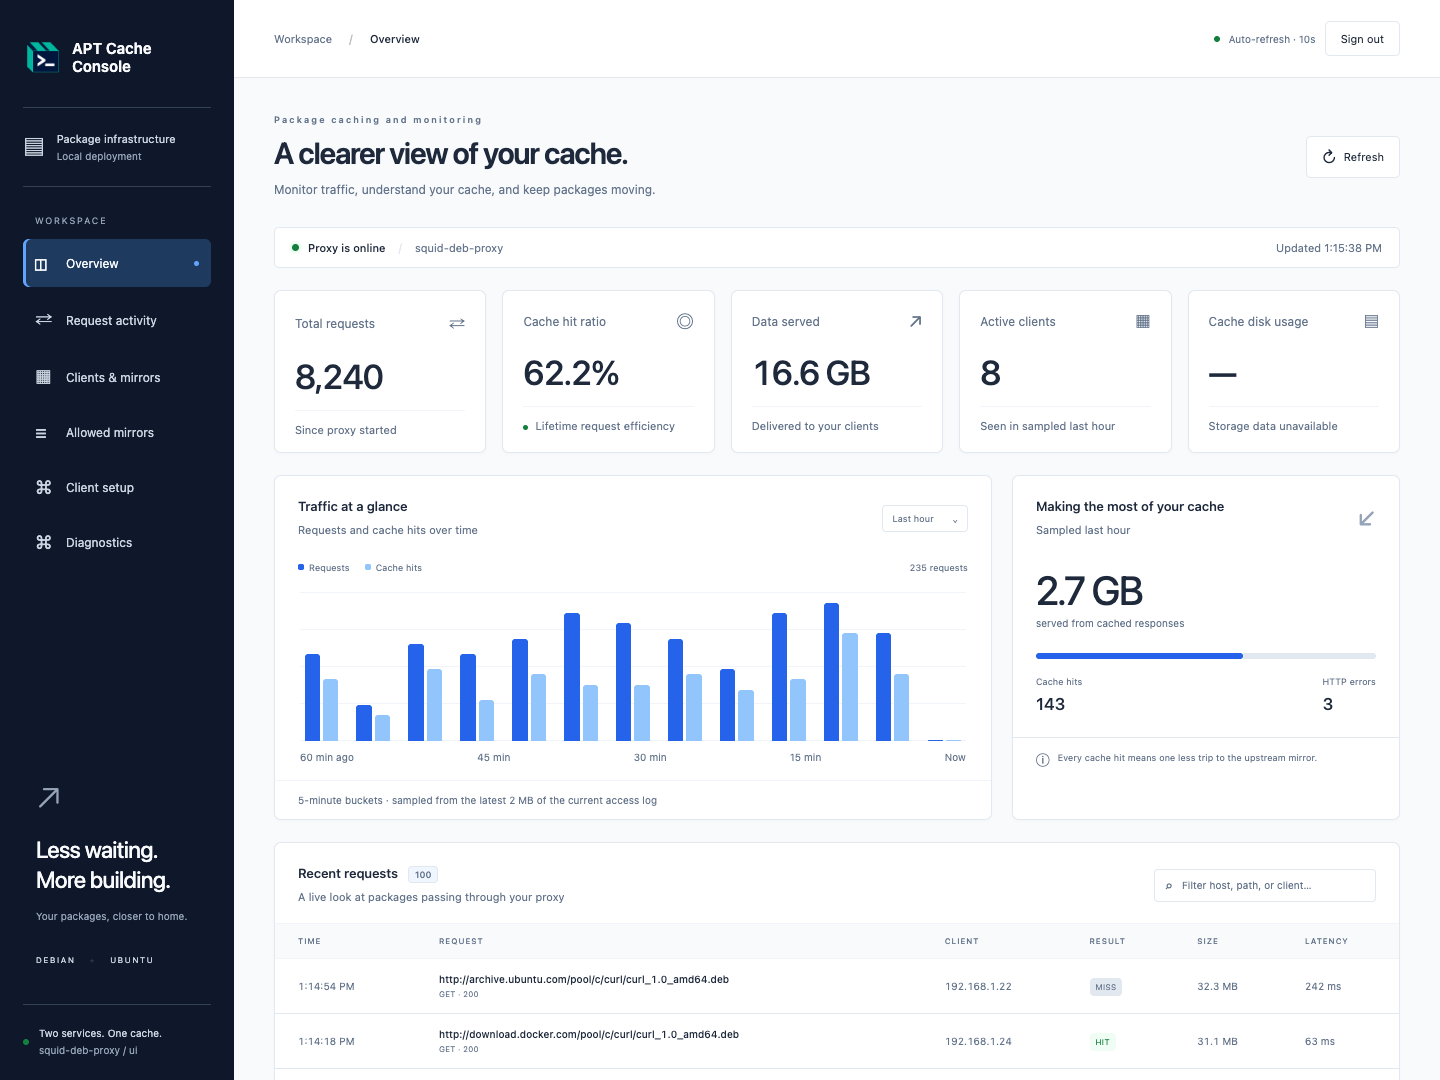 APT Cache
Console
Package infrastructure
Local deployment
WORKSPACE
Overview
Request activity
Clients & mirrors
Allowed mirrors
Client setup
Diagnostics
Less waiting.
More building.
Your packages, closer to home.
DEBIAN UBUNTU
Two services. One cache.
squid-deb-proxy / ui
Workspace / Overview
Auto-refresh · 10s
Sign out
Package caching and monitoring
A clearer view of your cache.
Monitor traffic, understand your cache, and keep packages moving.
Refresh
Proxy is online / squid-deb-proxy
Updated 1:15:38 PM
Total requests
8,240
Since proxy started
Cache hit ratio
62.2%
Lifetime request efficiency
Data served
16.6 GB
Delivered to your clients
Active clients
8
Seen in sampled last hour
Cache disk usage
—
Storage data unavailable
Traffic at a glance
Requests and cache hits over time
Last hour
Requests Cache hits
235 requests
60 min ago 45 min 30 min 15 min Now
5-minute buckets · sampled from the latest 2 MB of the current access log
Making the most of your cache
Sampled last hour
2.7 GB
served from cached responses
Cache hits HTTP errors
143 3
Every cache hit means one less trip to the upstream mirror.
Recent requests 100
A live look at packages passing through your proxy
Filter host, path, or client...
TIME REQUEST CLIENT RESULT SIZE LATENCY
1:14:54 PM http://archive.ubuntu.com/pool/c/curl/curl_1.0_amd64.deb 192.168.1.22 MISS 32.3 MB 242 ms
GET · 200
1:14:18 PM http://download.docker.com/pool/c/curl/curl_1.0_amd64.deb 192.168.1.24 HIT 31.1 MB 63 ms
GET · 200